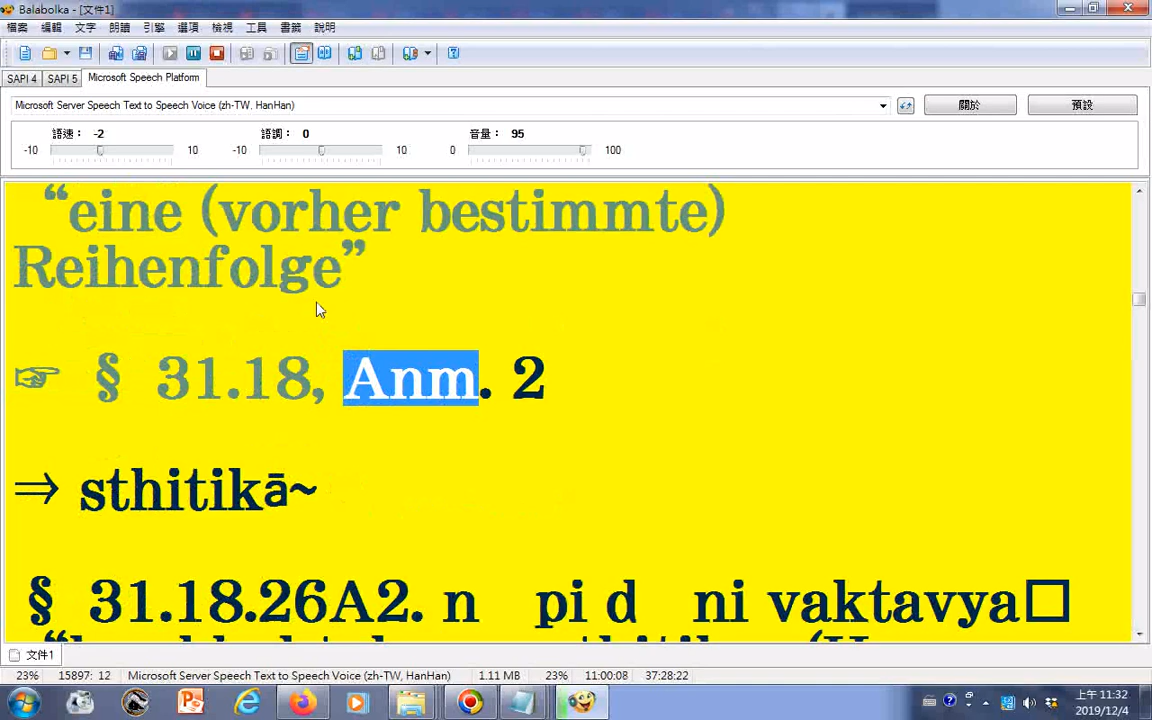 Balabolka - [文件1]
檔案 編輯 文字 朗讀 引擎 選項 檢視 工具 書籤 說明
SAPI 4 SAPI 5 Microsoft Speech Platform
Microsoft Server Speech Text to Speech Voice (zh-TW, HanHan) 關於 預設
語速： -2 語調： 0 音量： 95
-10 10 -10 10 0 100
“eine (vorher bestimmte)
Reihenfolge”
☞ § 31.18, Anm. 2
⇒ sthitikā~
§ 31.18.26A2. n pi d ni vaktavya□
文件1
23% 15897: 12 Microsoft Server Speech Text to Speech Voice (zh-TW, HanHan) 1.11 MB 23% 11:00:08 37:28:22
上午 11:32
2019/12/4